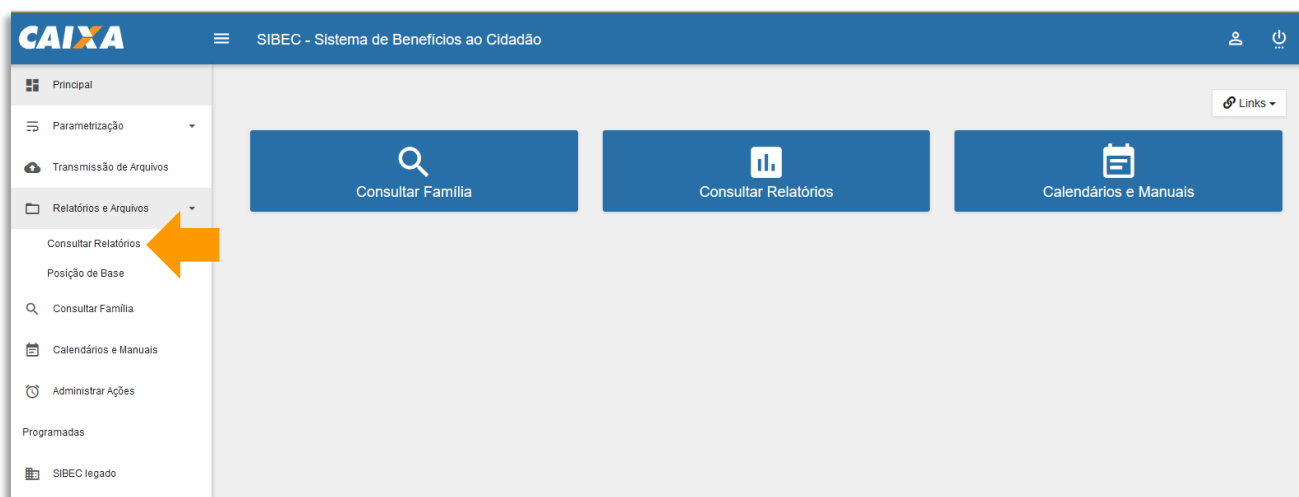 CAIXA
SIBEC - Sistema de Benefícios ao Cidadão
Principal
Links
Parametrização
Transmissão de Arquivos
Consultar Família
Consultar Relatórios
Calendários e Manuais
Relatórios e Arquivos
Consultar Relatórios
Posição de Base
Consultar Família
Calendários e Manuais
Administrar Ações
Programadas
SIBEC legado